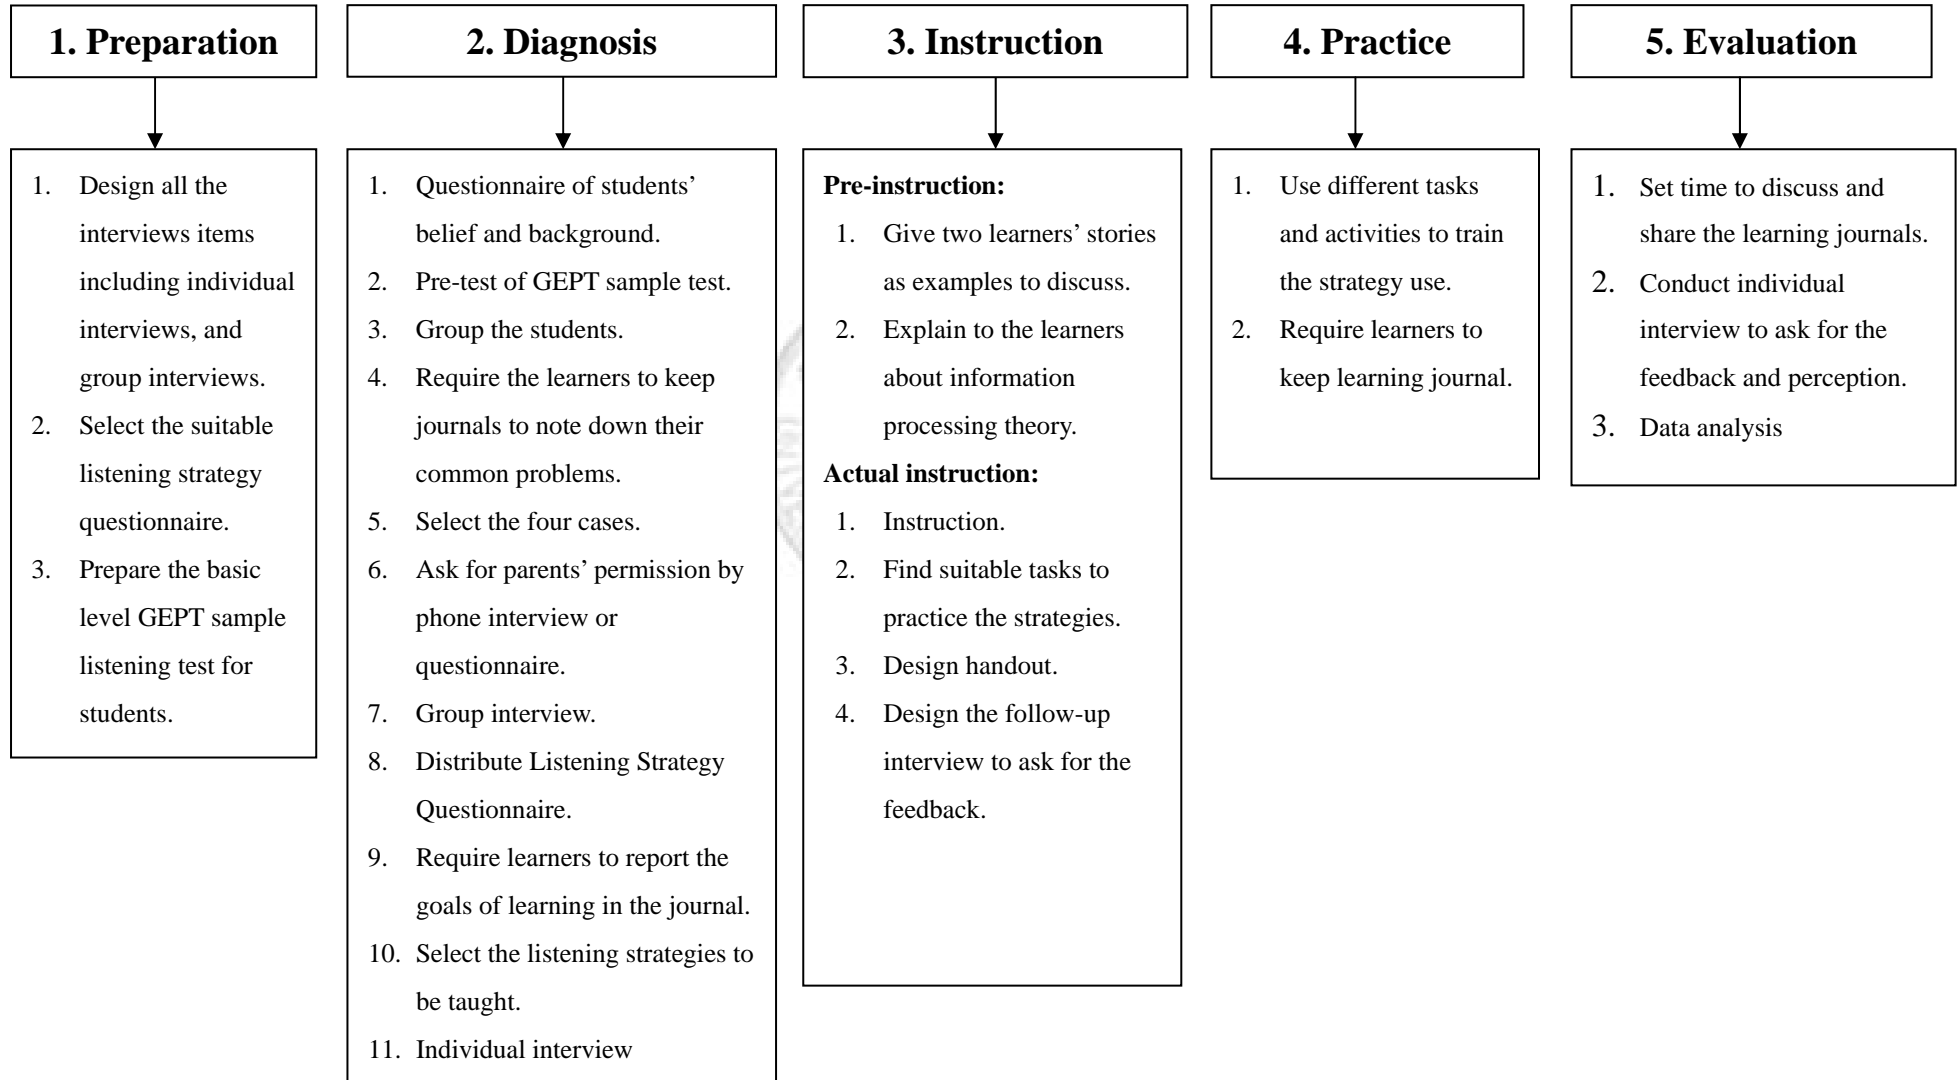 1. Preparation
1. Design all the
interviews items
including individual
interviews, and
group interviews.
2. Select the suitable
listening strategy
questionnaire.
3. Prepare the basic
level GEPT sample
listening test for
students.
2. Diagnosis
1. Questionnaire of students’
belief and background.
2. Pre-test of GEPT sample test.
3. Group the students.
4. Require the learners to keep
journals to note down their
common problems.
5. Select the four cases.
6. Ask for parents’ permission by
phone interview or
questionnaire.
7. Group interview.
8. Distribute Listening Strategy
Questionnaire.
9. Require learners to report the
goals of learning in the journal.
10. Select the listening strategies to
be taught.
11. Individual interview
3. Instruction
Pre-instruction:
1. Give two learners’ stories
as examples to discuss.
2. Explain to the learners
about information
processing theory.
Actual instruction:
1. Instruction.
2. Find suitable tasks to
practice the strategies.
3. Design handout.
4. Design the follow-up
interview to ask for the
feedback.
4. Practice
1. Use different tasks
and activities to train
the strategy use.
2. Require learners to
keep learning journal.
5. Evaluation
1. Set time to discuss and
share the learning journals.
2. Conduct individual
interview to ask for the
feedback and perception.
3. Data analysis